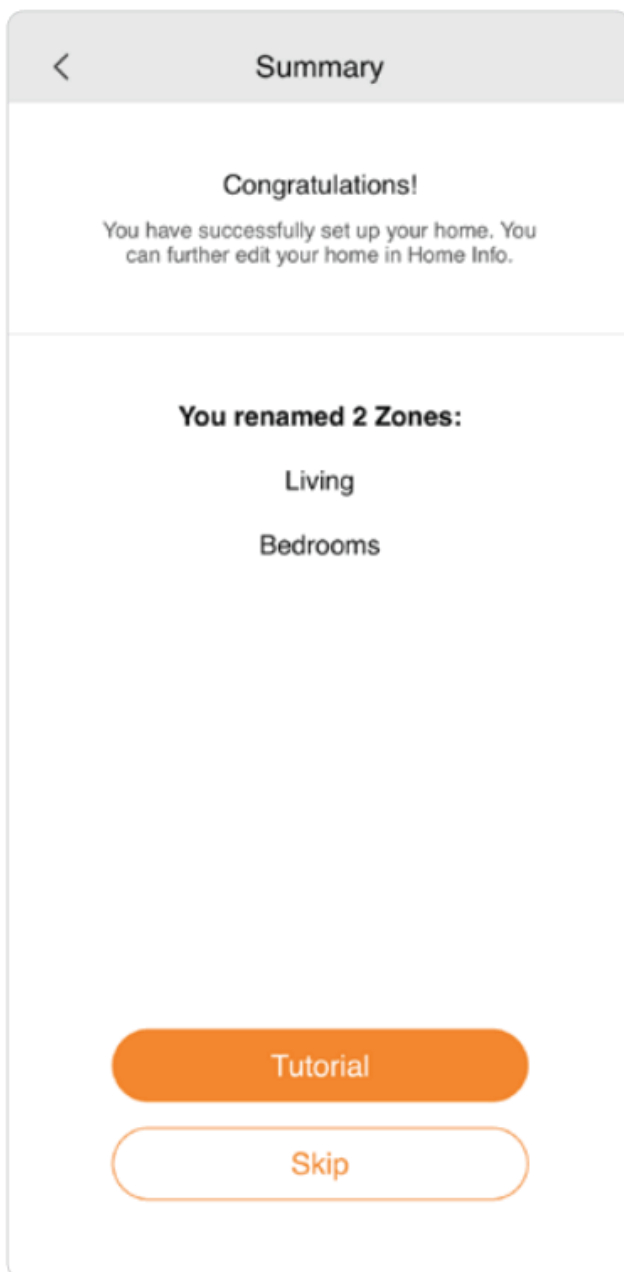 Summary
Congratulations!
You have successfully set up your home. You
can further edit your home in Home Info.
You renamed 2 Zones:
Living
Bedrooms
Tutorial
Skip